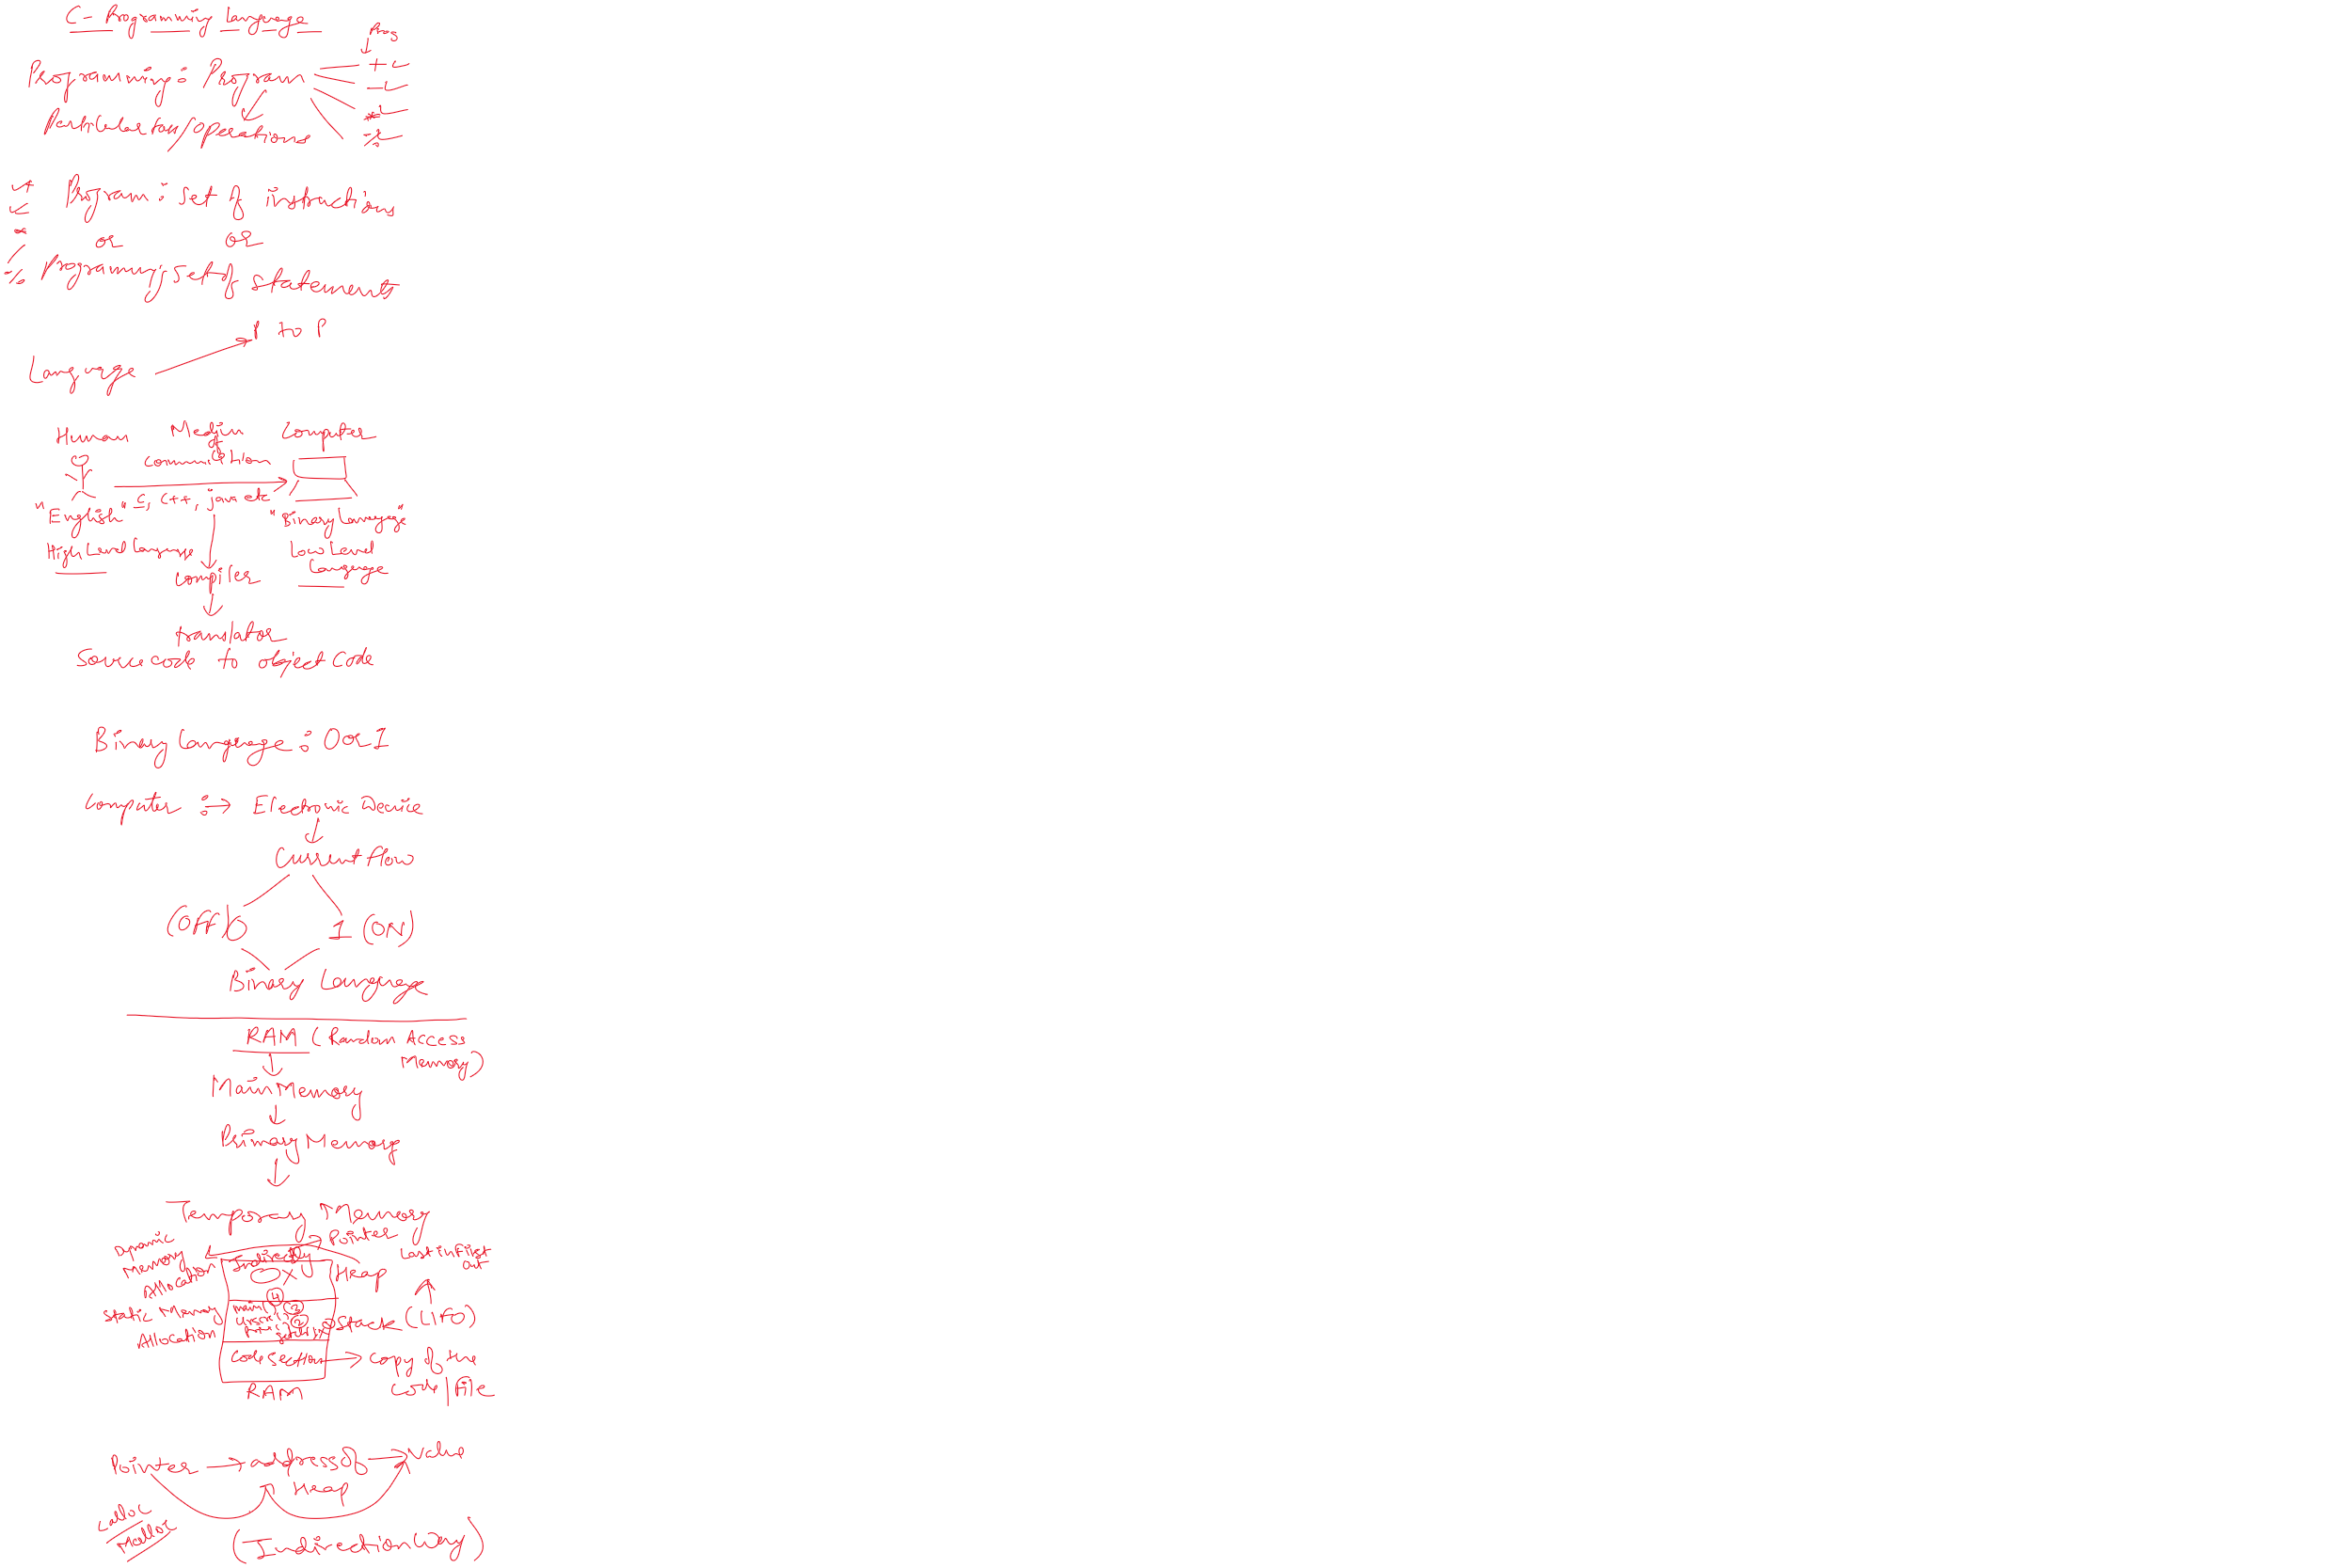 C - Programming Language
Prog
Programming : Program
+
-
*
%
Particular task/operations
+
-
*
/
%
Program : set of instructions
or or
Programming : set of statements
P to P
Language
Human Medium of communication Computer
"English" C, C++, java etc "Binary Language"
High Level Language
Low Level Language
Compiler
translator
Source code to object code
Binary Language : 0 or 1
Computer :→ Electronic Device
Current flow
(OFF) 0 1 (ON)
Binary Language
RAM (Random Access
Memory)
Main Memory
Primary Memory
Temporary Memory
Pointer
Dynamic Memory Allocation
Indirectly
Heap
Last in First out
4
Static Memory Allocation
main() 3
2
Stack (LIFO)
Code Section → Copy of the
Code/File
RAM
Pointer → address of → Value
Heap
Calloc
Malloc
(Indirection Way)